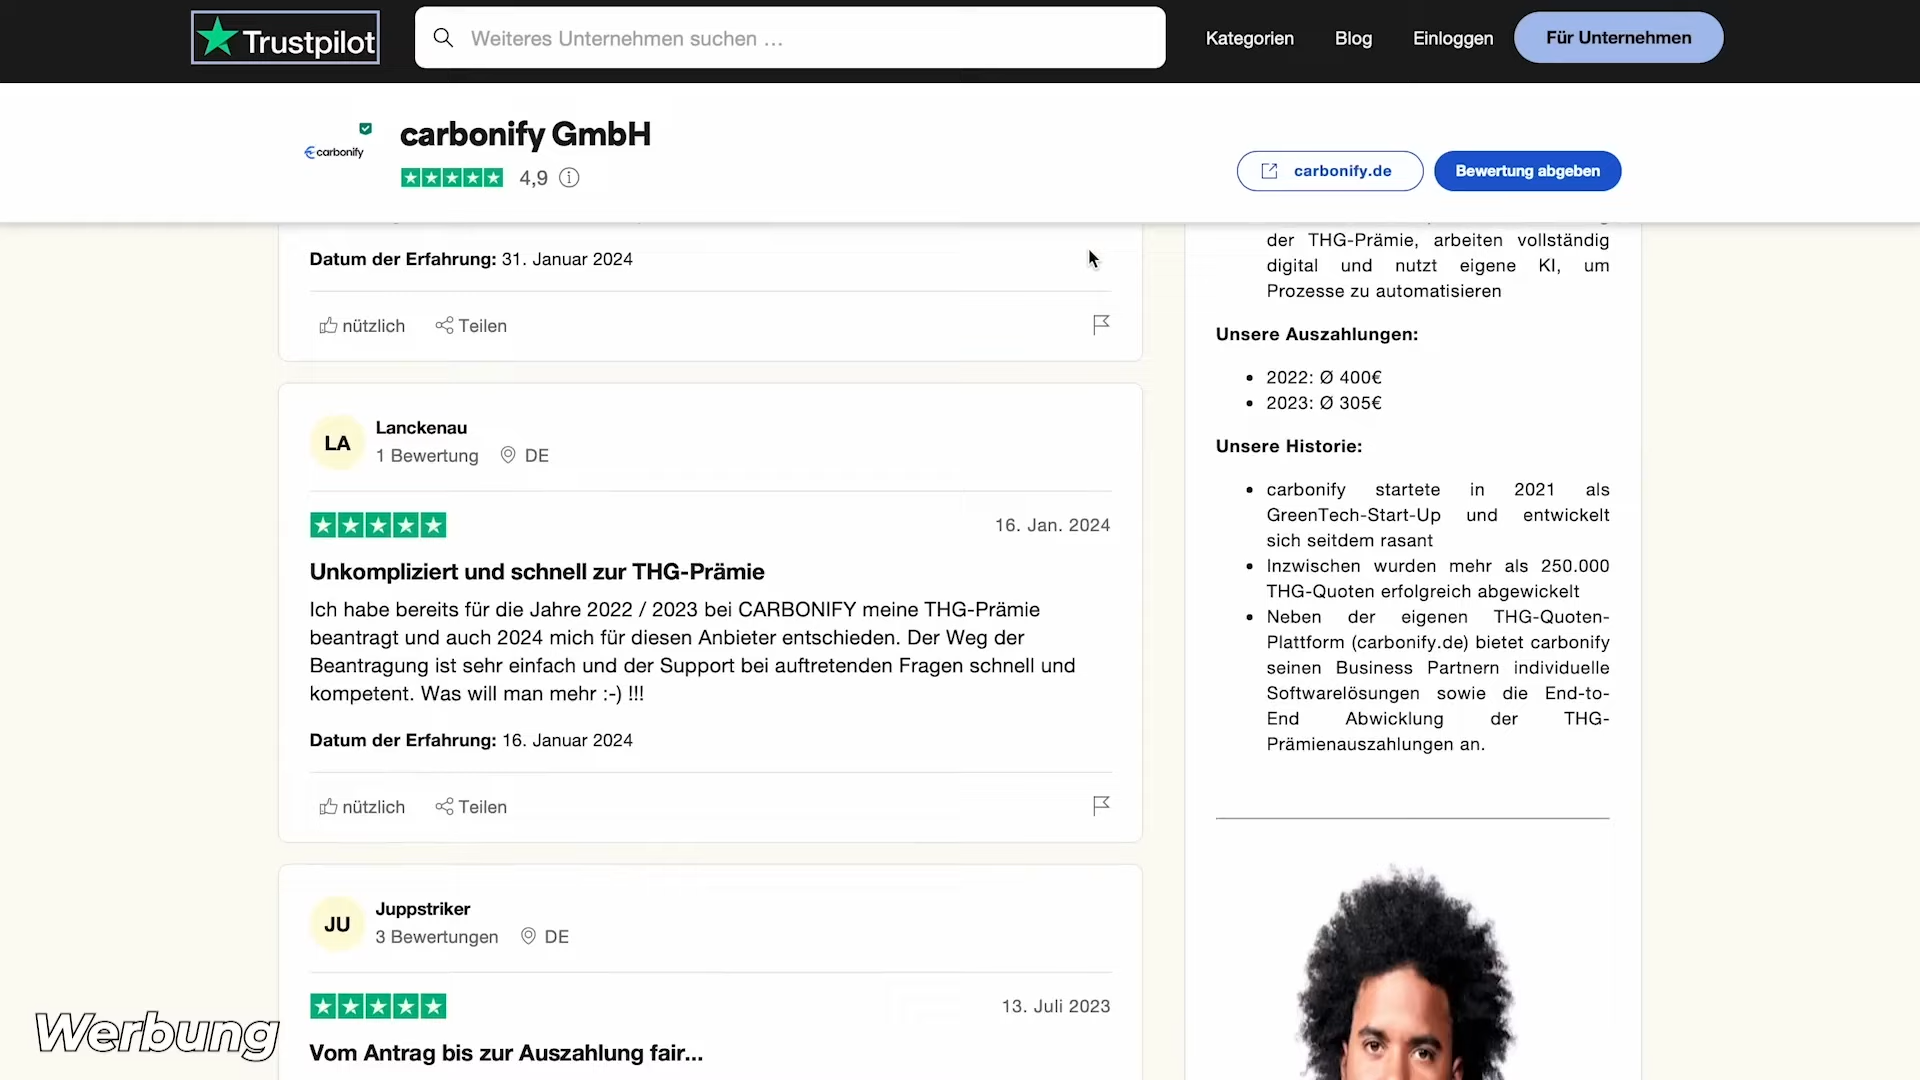 Trustpilot
Weiteres Unternehmen suchen ...
Kategorien
Blog
Einloggen
Für Unternehmen
carbonify
carbonify GmbH
4,9
carbonify.de
Bewertung abgeben
Datum der Erfahrung: 31. Januar 2024
nützlich
Teilen
Lanckenau
LA
1 Bewertung
DE
16. Jan. 2024
Unkompliziert und schnell zur THG-Prämie
Ich habe bereits für die Jahre 2022 / 2023 bei CARBONIFY meine THG-Prämie
beantragt und auch 2024 mich für diesen Anbieter entschieden. Der Weg der
Beantragung ist sehr einfach und der Support bei auftretenden Fragen schnell und
kompetent. Was will man mehr :-) !!!
Datum der Erfahrung: 16. Januar 2024
nützlich
Teilen
Juppstriker
JU
3 Bewertungen
DE
13. Juli 2023
Vom Antrag bis zur Auszahlung fair...
der THG-Prämie, arbeiten vollständig
digital und nutzt eigene KI, um
Prozesse zu automatisieren
Unsere Auszahlungen:
• 2022: Ø 400€
• 2023: Ø 305€
Unsere Historie:
• carbonify startete in 2021 als
GreenTech-Start-Up und entwickelt
sich seitdem rasant
• Inzwischen wurden mehr als 250.000
THG-Quoten erfolgreich abgewickelt
• Neben der eigenen THG-Quoten-
Plattform (carbonify.de) bietet carbonify
seinen Business Partnern individuelle
Softwarelösungen sowie die End-to-
End Abwicklung der THG-
Prämienauszahlungen an.
Werbung